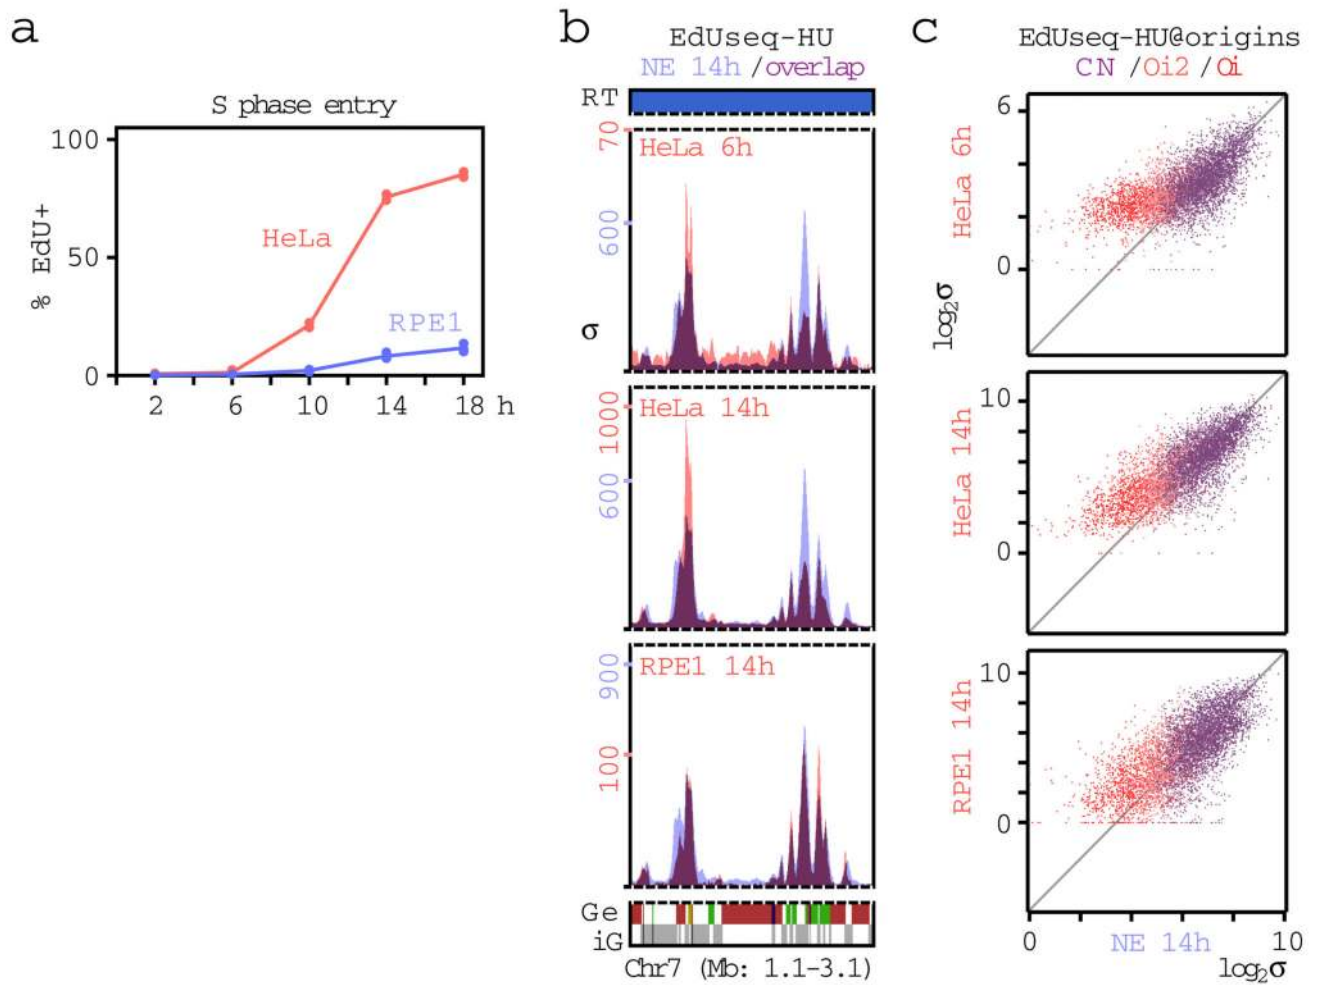 a
S phase entry
100
50
0
% EdU+
HeLa
RPE1
2 6 10 14 18 h
b
EdUseq-HU
NE 14h /overlap
RT
70
600
HeLa 6h
σ
1000
600
HeLa 14h
900
100
RPE1 14h
Ge
iG
Chr7 (Mb: 1.1-3.1)
c
EdUseq-HU@origins
CN /Oi2 /Oi
6
0
HeLa 6h
log₂σ
10
0
HeLa 14h
10
0
RPE1 14h
0 NE 14h 10
log₂σ